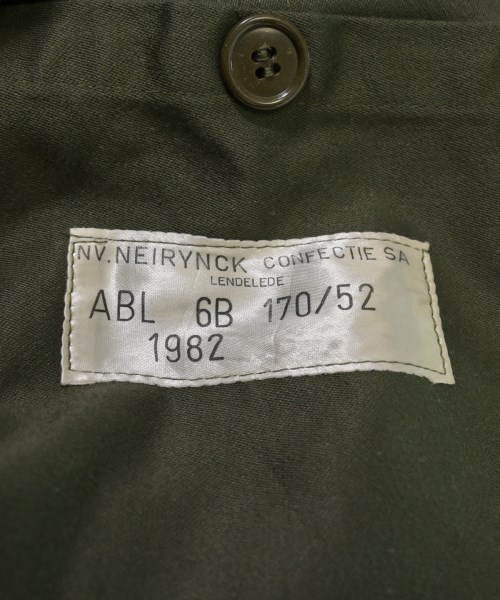 NV.NEIRYNCK CONFECTIE SA
LENDELEDE
ABL 6B 170/52
1982